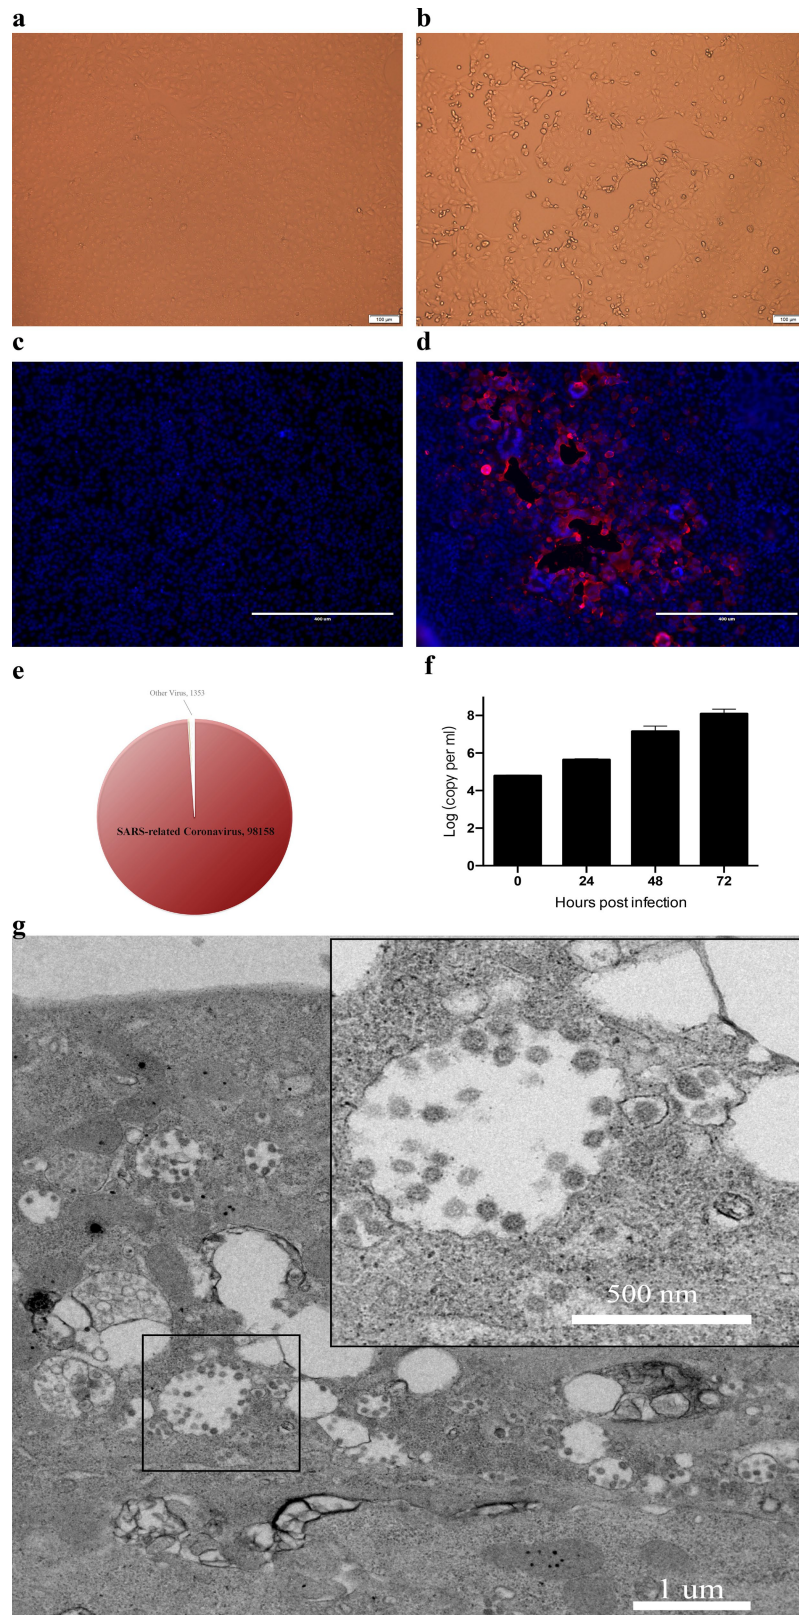 a
b
100 µm
100 µm
c
d
400 um
400 um
e
f
Other Virus, 1353
SARS-related Coronavirus, 98158
Log (copy per ml)
8
6
4
2
0
0 24 48 72
Hours post infection
g
500 nm
1 um